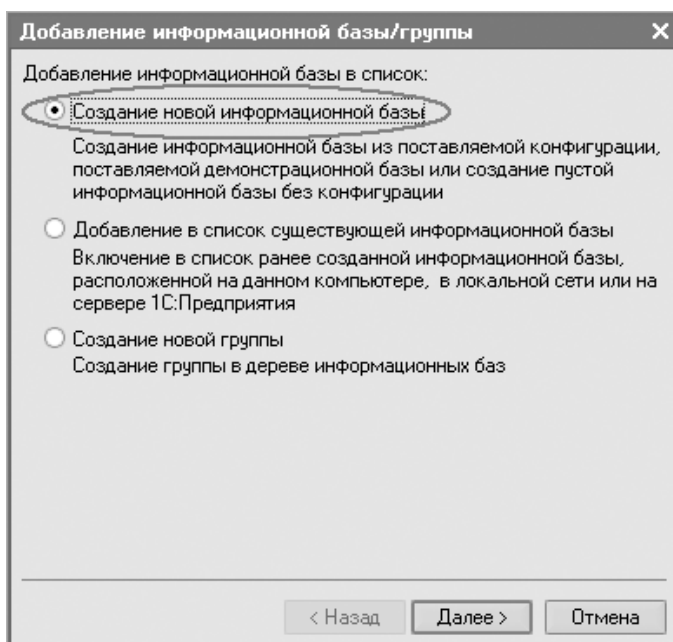 Добавление информационной базы/группы
Добавление информационной базы в список:
Создание новой информационной базы
Создание информационной базы из поставляемой конфигурации,
поставляемой демонстрационной базы или создание пустой
информационной базы без конфигурации
Добавление в список существующей информационной базы
Включение в список ранее созданной информационной базы,
расположенной на данном компьютере, в локальной сети или на
сервере 1С:Предприятия
Создание новой группы
Создание группы в дереве информационных баз
< Назад Далее > Отмена